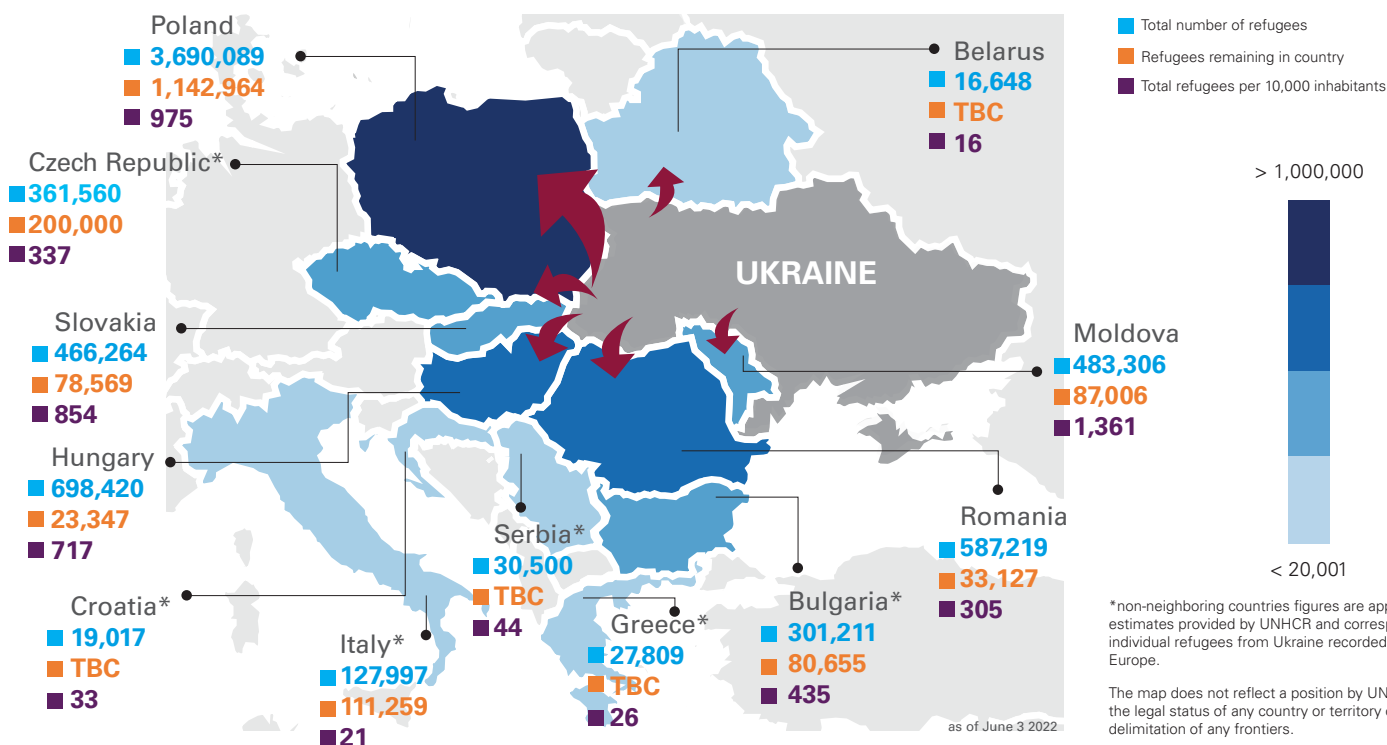 Poland
3,690,089
1,142,964
975
Belarus
16,648
TBC
16
Total number of refugees
Refugees remaining in country
Total refugees per 10,000 inhabitants
Czech Republic*
361,560
200,000
337
> 1,000,000
UKRAINE
Slovakia
466,264
78,569
854
Moldova
483,306
87,006
1,361
Hungary
698,420
23,347
717
Romania
587,219
33,127
305
Serbia*
30,500
TBC
44
< 20,001
Croatia*
19,017
TBC
33
Italy*
127,997
111,259
21
Greece*
27,809
TBC
26
Bulgaria*
301,211
80,655
435
*non-neighboring countries figures are
estimates provided by UNHCR and
individual refugees from Ukraine recorded
Europe.
The map does not reflect a position by
the legal status of any country or territory
delimitation of any frontiers.
as of June 3 2022